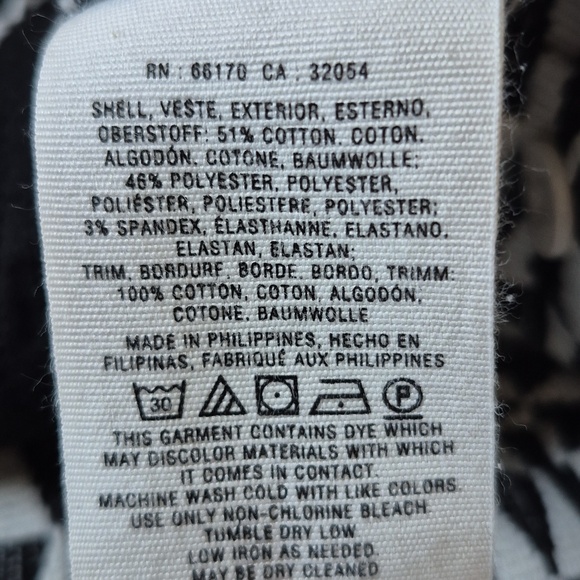 RN : 66170 CA : 32054
SHELL, VESTE, EXTERIOR, ESTERNO,
OBERSTOFF: 51% COTTON, COTON,
ALGODÓN, COTONE, BAUMWOLLE;
46% POLYESTER, POLYESTER,
POLIÉSTER, POLIESTERE, POLYESTER;
3% SPANDEX, ÉLASTHANNE, ELASTANO,
ELASTAN, ELASTAN;
TRIM, BORDURE, BORDE, BORDO, TRIMM:
100% COTTON, COTON, ALGODÓN,
COTONE, BAUMWOLLE
MADE IN PHILIPPINES, HECHO EN
FILIPINAS, FABRIQUÉ AUX PHILIPPINES
30 P
THIS GARMENT CONTAINS DYE WHICH
MAY DISCOLOR MATERIALS WITH WHICH
IT COMES IN CONTACT.
MACHINE WASH COLD WITH LIKE COLORS
USE ONLY NON-CHLORINE BLEACH
TUMBLE DRY LOW
LOW IRON AS NEEDED.
MAY BE DRY CLEANED